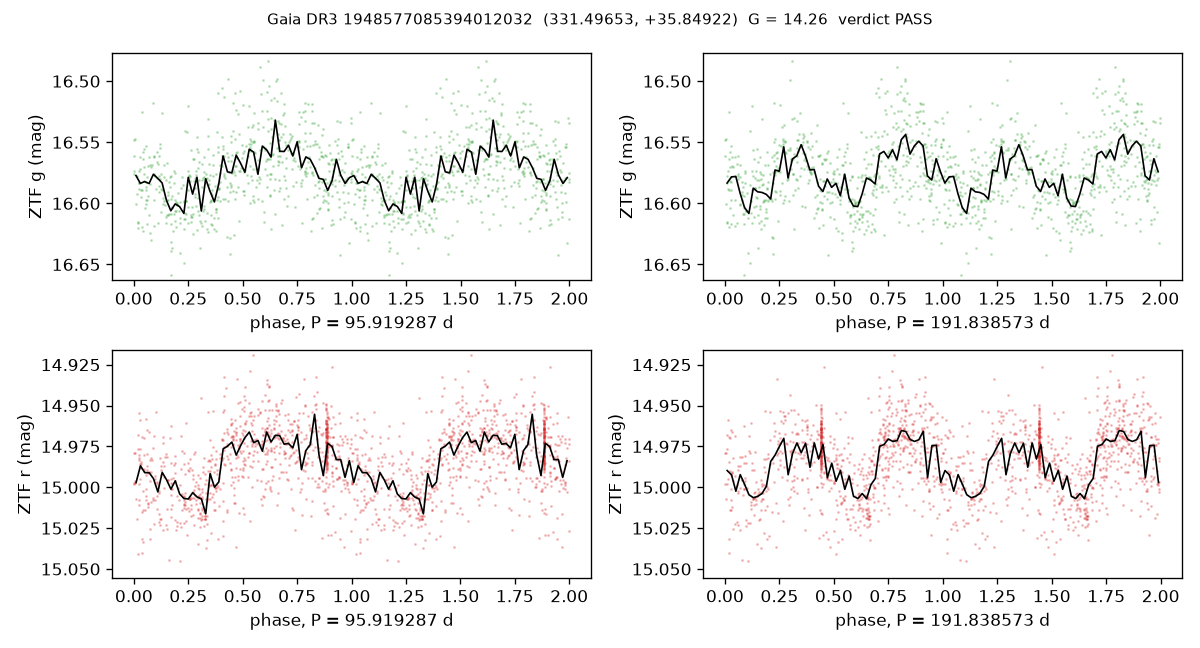 Gaia DR3 1948577085394012032 (331.49653, +35.84922) G = 14.26 verdict PASS
ZTF g (mag)
16.50
16.55
16.60
16.65
0.00 0.25 0.50 0.75 1.00 1.25 1.50 1.75 2.00
phase, P = 95.919287 d
ZTF g (mag)
16.50
16.55
16.60
16.65
0.00 0.25 0.50 0.75 1.00 1.25 1.50 1.75 2.00
phase, P = 191.838573 d
ZTF r (mag)
14.925
14.950
14.975
15.000
15.025
15.050
0.00 0.25 0.50 0.75 1.00 1.25 1.50 1.75 2.00
phase, P = 95.919287 d
ZTF r (mag)
14.925
14.950
14.975
15.000
15.025
15.050
0.00 0.25 0.50 0.75 1.00 1.25 1.50 1.75 2.00
phase, P = 191.838573 d